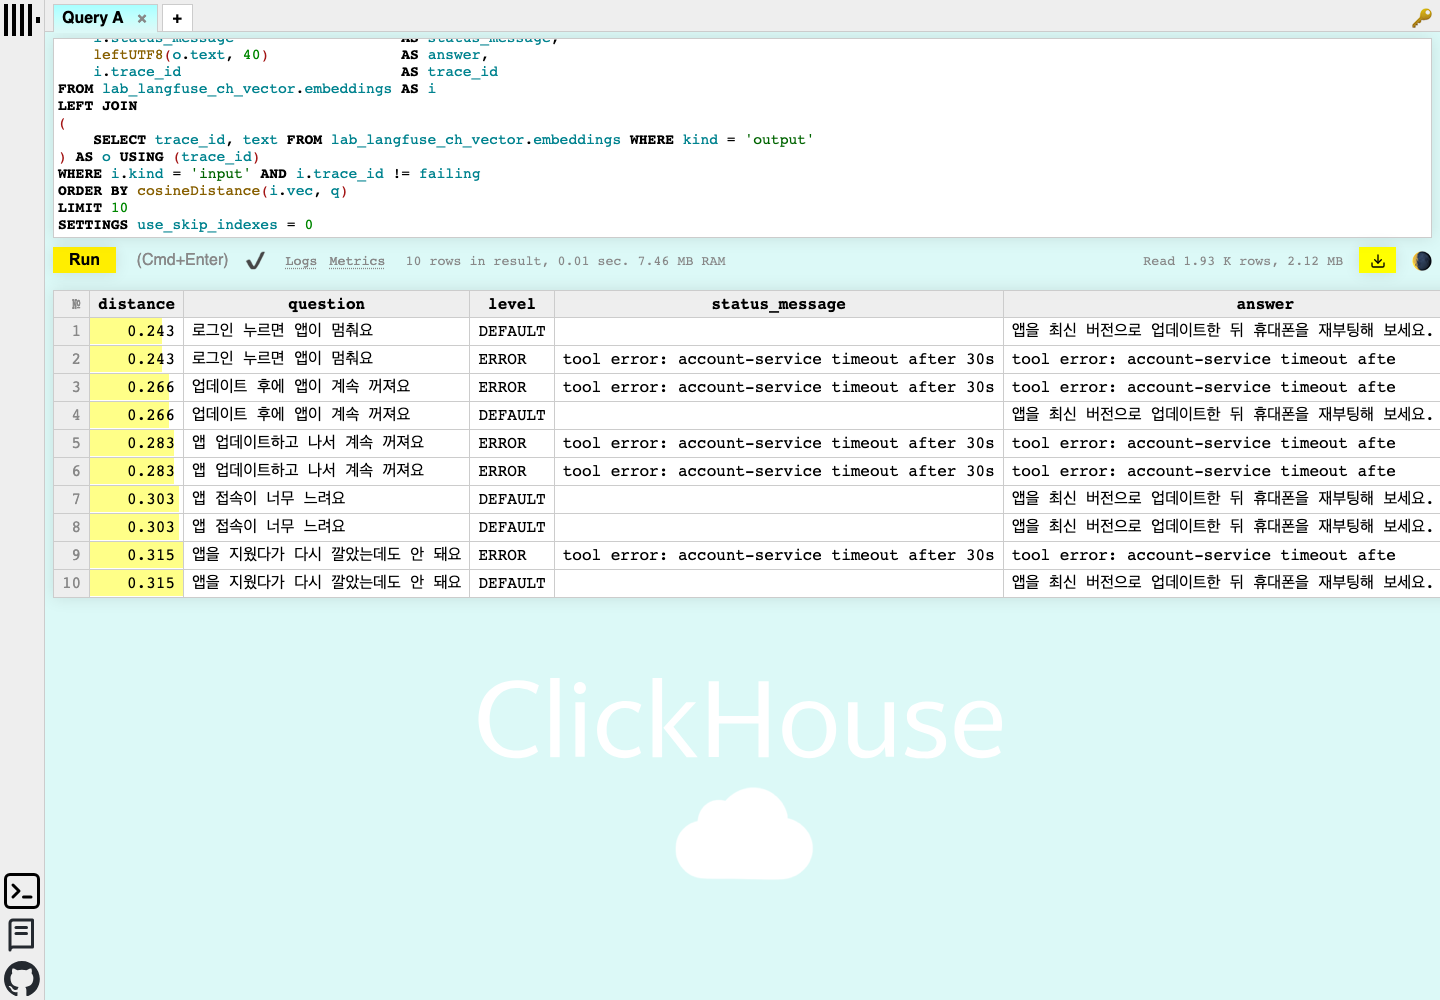 Query A × +
i.status_message AS status_message,
leftUTF8(o.text, 40) AS answer,
i.trace_id AS trace_id
FROM lab_langfuse_ch_vector.embeddings AS i
LEFT JOIN
(
SELECT trace_id, text FROM lab_langfuse_ch_vector.embeddings WHERE kind = 'output'
) AS o USING (trace_id)
WHERE i.kind = 'input' AND i.trace_id != failing
ORDER BY cosineDistance(i.vec, q)
LIMIT 10
SETTINGS use_skip_indexes = 0
Run (Cmd+Enter) ✔ Logs Metrics 10 rows in result, 0.01 sec. 7.46 MB RAM Read 1.93 K rows, 2.12 MB
№ distance question level status_message answer
1 0.243 로그인 누르면 앱이 멈춰요 DEFAULT 앱을 최신 버전으로 업데이트한 뒤 휴대폰을 재부팅해 보세요.
2 0.243 로그인 누르면 앱이 멈춰요 ERROR tool error: account-service timeout after 30s tool error: account-service timeout afte
3 0.266 업데이트 후에 앱이 계속 꺼져요 ERROR tool error: account-service timeout after 30s tool error: account-service timeout afte
4 0.266 업데이트 후에 앱이 계속 꺼져요 DEFAULT 앱을 최신 버전으로 업데이트한 뒤 휴대폰을 재부팅해 보세요.
5 0.283 앱 업데이트하고 나서 계속 꺼져요 ERROR tool error: account-service timeout after 30s tool error: account-service timeout afte
6 0.283 앱 업데이트하고 나서 계속 꺼져요 ERROR tool error: account-service timeout after 30s tool error: account-service timeout afte
7 0.303 앱 접속이 너무 느려요 DEFAULT 앱을 최신 버전으로 업데이트한 뒤 휴대폰을 재부팅해 보세요.
8 0.303 앱 접속이 너무 느려요 DEFAULT 앱을 최신 버전으로 업데이트한 뒤 휴대폰을 재부팅해 보세요.
9 0.315 앱을 지웠다가 다시 깔았는데도 안 돼요 ERROR tool error: account-service timeout after 30s tool error: account-service timeout afte
10 0.315 앱을 지웠다가 다시 깔았는데도 안 돼요 DEFAULT 앱을 최신 버전으로 업데이트한 뒤 휴대폰을 재부팅해 보세요.
ClickHouse